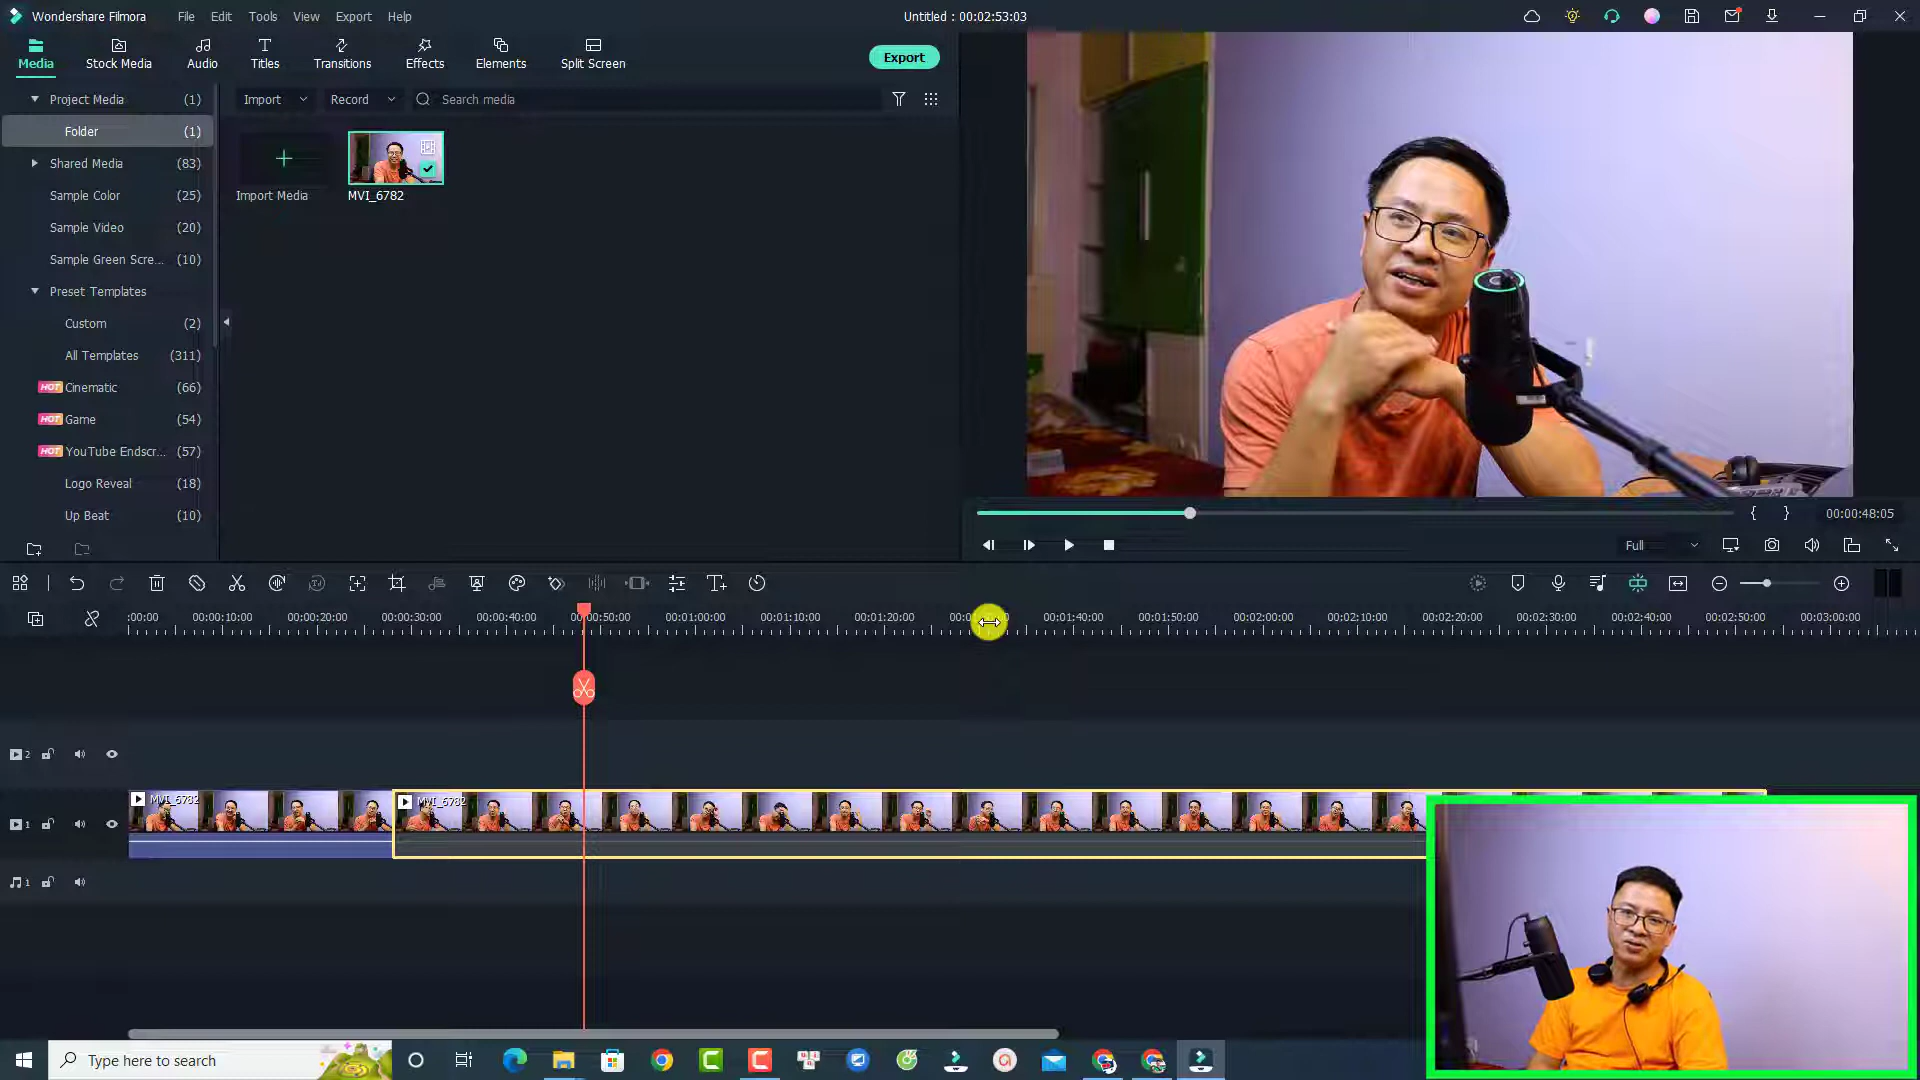 Wondershare Filmora File Edit Tools View Export Help Untitled : 00:02:53:03
Media Stock Media Audio Titles Transitions Effects Elements Split Screen Export
Project Media (1) Import Record Search media
Folder (1)
Shared Media (83)
Sample Color (25) Import Media MVI_6782
Sample Video (20)
Sample Green Scre... (10)
Preset Templates
Custom (2)
All Templates (311)
HOT Cinematic (66)
HOT Game (54)
HOT YouTube Endscr... (57)
Logo Reveal (18)
Up Beat (10) { } 00:00:48:05
Full
:00:00 00:00:10:00 00:00:20:00 00:00:30:00 00:00:40:00 00:00:50:00 00:01:00:00 00:01:10:00 00:01:20:00 00:01:40:00 00:01:50:00 00:02:00:00 00:02:10:00 00:02:20:00 00:02:30:00 00:02:40:00 00:02:50:00 00:03:00:00
2
MVI_6782 MVI_6782
1
1
Type here to search